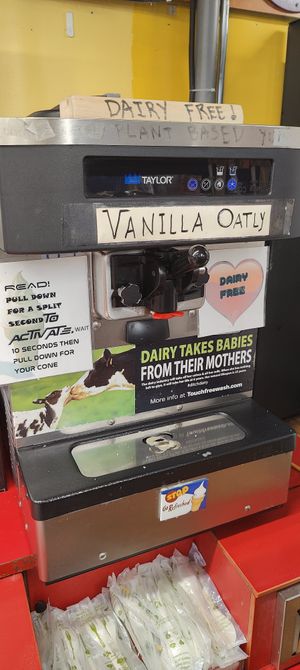 DAIRY FREE!
PLANT BASED
TAYLOR
VANILLA OATLY
READ!
PULL DOWN
FOR A SPLIT
SECOND TO
ACTIVATE. WAIT
10 SECONDS THEN
PULL DOWN FOR
YOUR CONE
DAIRY
FREE
DAIRY TAKES BABIES
FROM THEIR MOTHERS
#ditchdairy
More info at Touchfreewash.com
STOP
Get Refreshed